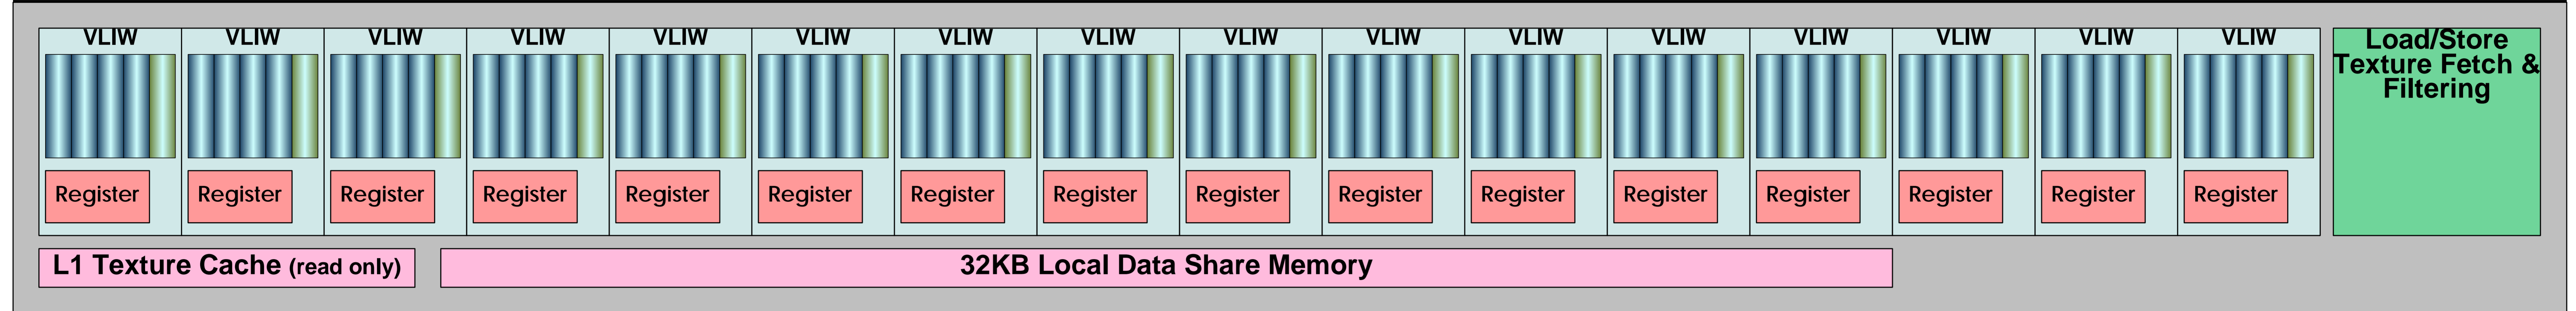 VLIW VLIW VLIW VLIW VLIW VLIW VLIW VLIW VLIW VLIW VLIW VLIW VLIW VLIW VLIW VLIW
Load/Store
Texture Fetch &
Filtering
Register Register Register Register Register Register Register Register Register Register Register Register Register Register Register Register
L1 Texture Cache (read only)
32KB Local Data Share Memory